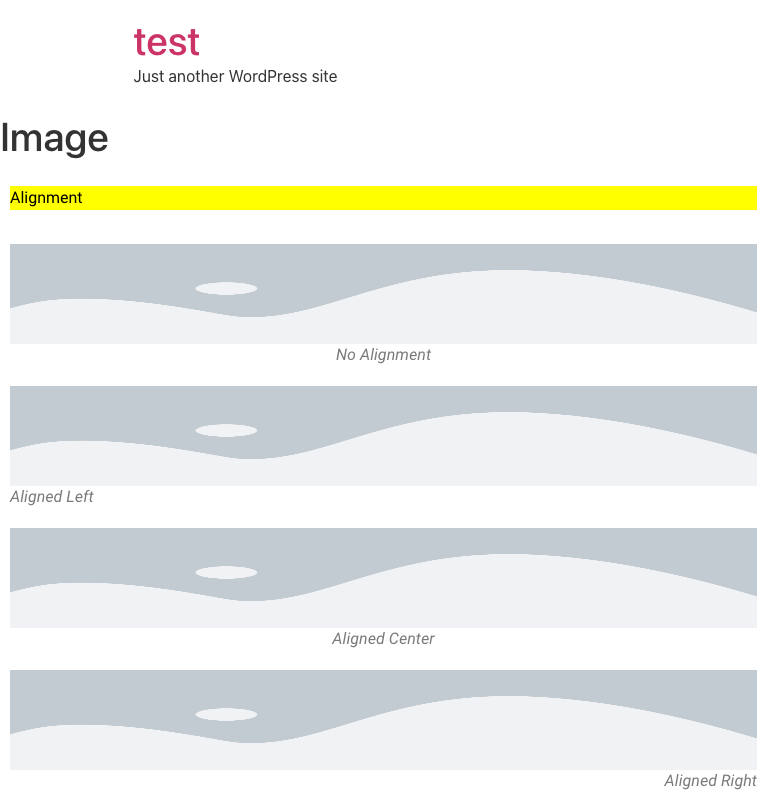 test
Just another WordPress site
Image
Alignment
No Alignment
Aligned Left
Aligned Center
Aligned Right